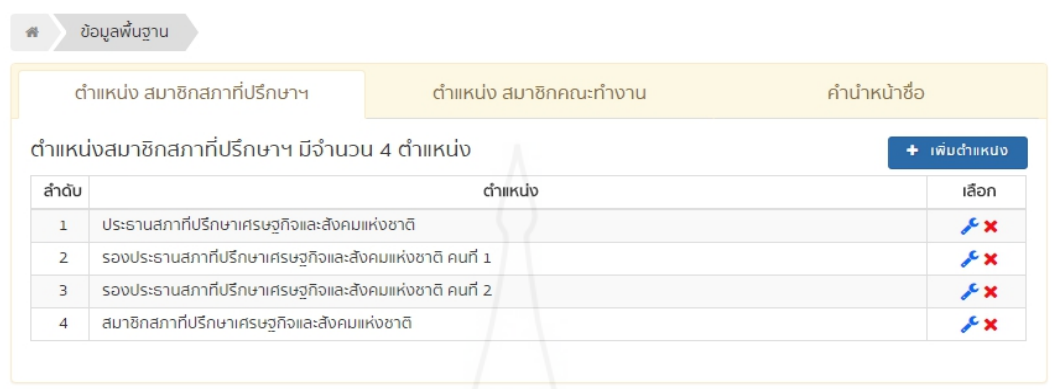 ข้อมูลพื้นฐาน
ตำแหน่ง สมาชิกสภาที่ปรึกษาฯ ตำแหน่ง สมาชิกคณะทำงาน คำนำหน้าชื่อ
ตำแหน่งสมาชิกสภาที่ปรึกษาฯ มีจำนวน 4 ตำแหน่ง + เพิ่มตำแหน่ง
ลำดับ ตำแหน่ง เลือก
1 ประธานสภาที่ปรึกษาเศรษฐกิจและสังคมแห่งชาติ
2 รองประธานสภาที่ปรึกษาเศรษฐกิจและสังคมแห่งชาติ คนที่ 1
3 รองประธานสภาที่ปรึกษาเศรษฐกิจและสังคมแห่งชาติ คนที่ 2
4 สมาชิกสภาที่ปรึกษาเศรษฐกิจและสังคมแห่งชาติ